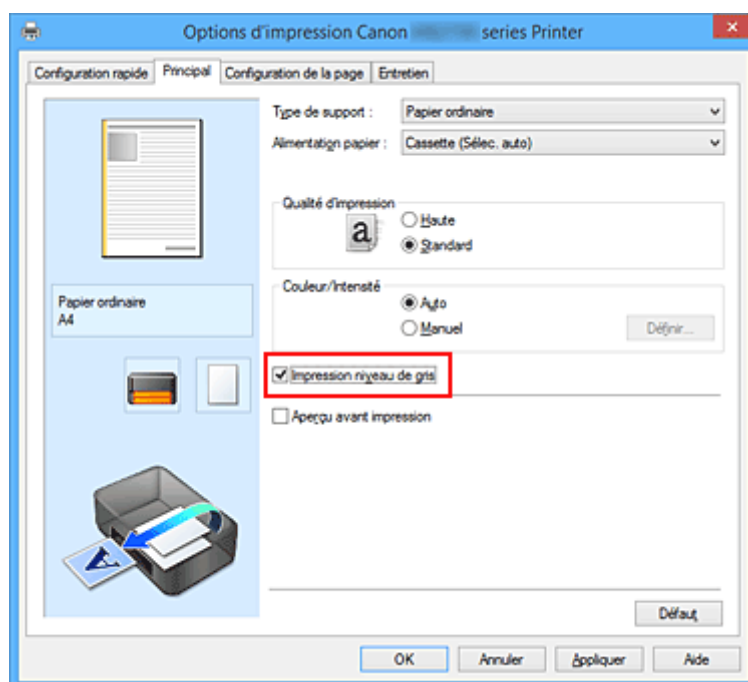 Options d'impression Canon series Printer
Configuration rapide Principal Configuration de la page Entretien
Type de support : Papier ordinaire
Alimentation papier : Cassette (Sélec. auto)
Qualité d'impression
a
Haute
Standard
Couleur/Intensité
Auto
Manuel Définir...
Papier ordinaire
A4
Impression niveau de gris
Aperçu avant impression
A
Défaut
OK Annuler Appliquer Aide